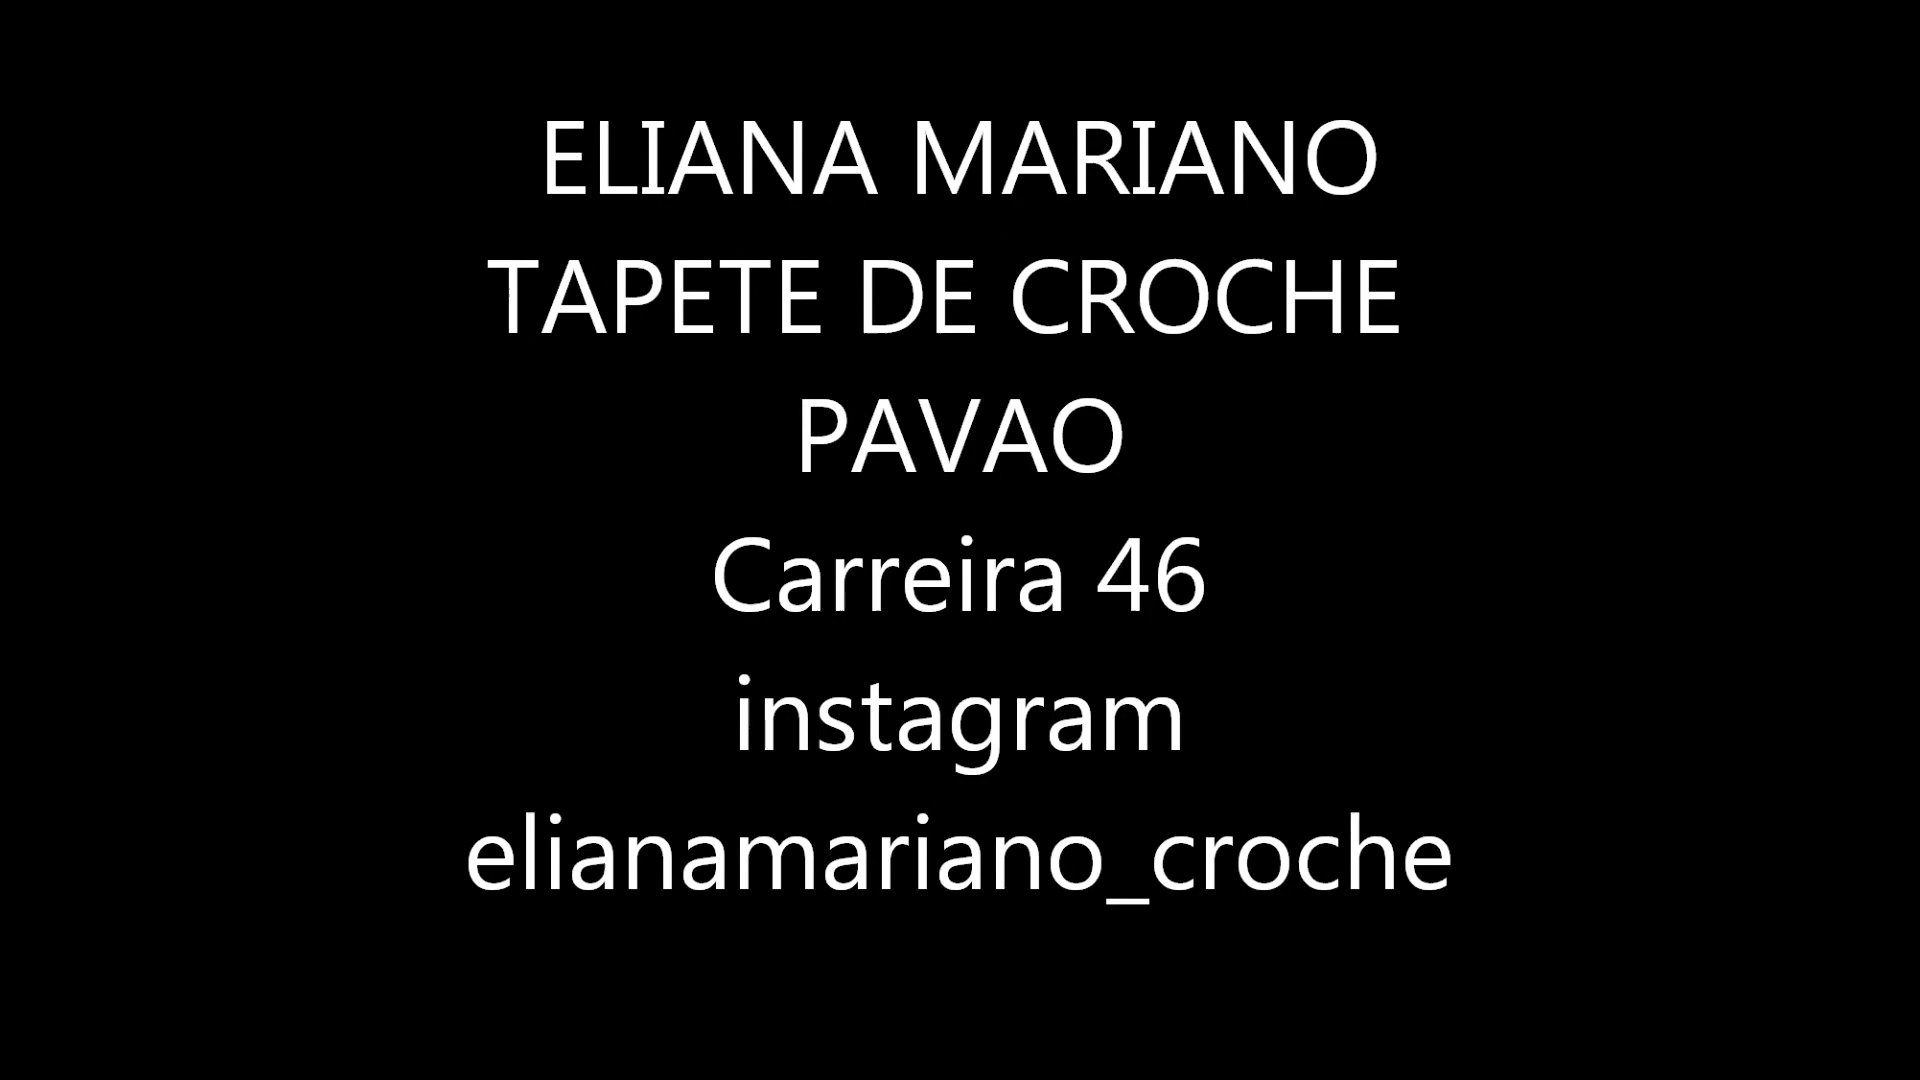 ELIANA MARIANO
TAPETE DE CROCHE
PAVAO
Carreira 46
instagram
elianamariano_croche